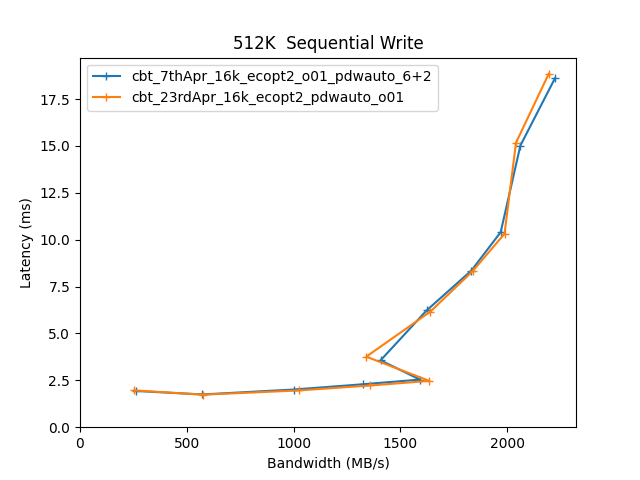 512K  Sequential Write
cbt_7thApr_16k_ecopt2_o01_pdwauto_6+2
cbt_23rdApr_16k_ecopt2_pdwauto_o01
Latency (ms)
17.5
15.0
12.5
10.0
7.5
5.0
2.5
0.0
0 500 1000 1500 2000
Bandwidth (MB/s)